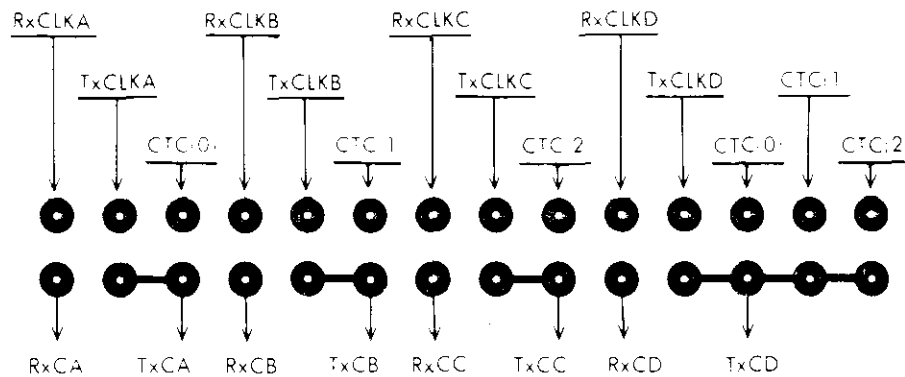 RxCLKA RxCLKB RxCLKC RxCLKD
TxCLKA TxCLKB TxCLKC TxCLKD CTC:1
CTC:0: CTC:1 CTC:2 CTC:0: CTC:2
RxCA TxCA RxCB TxCB RxCC TxCC RxCD TxCD